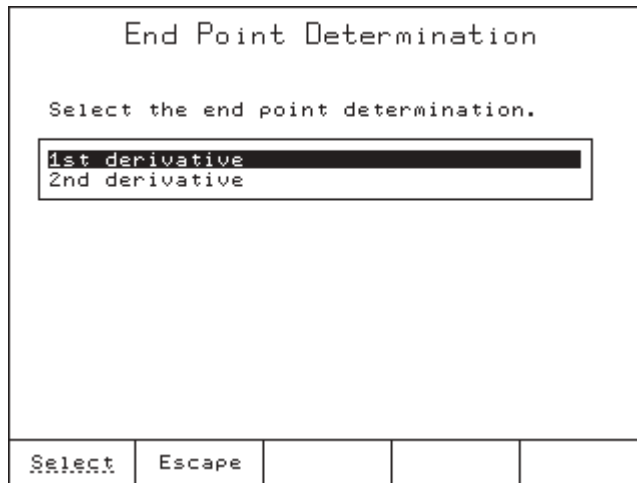 End Point Determination
Select the end point determination.
1st derivative
2nd derivative
Select Escape